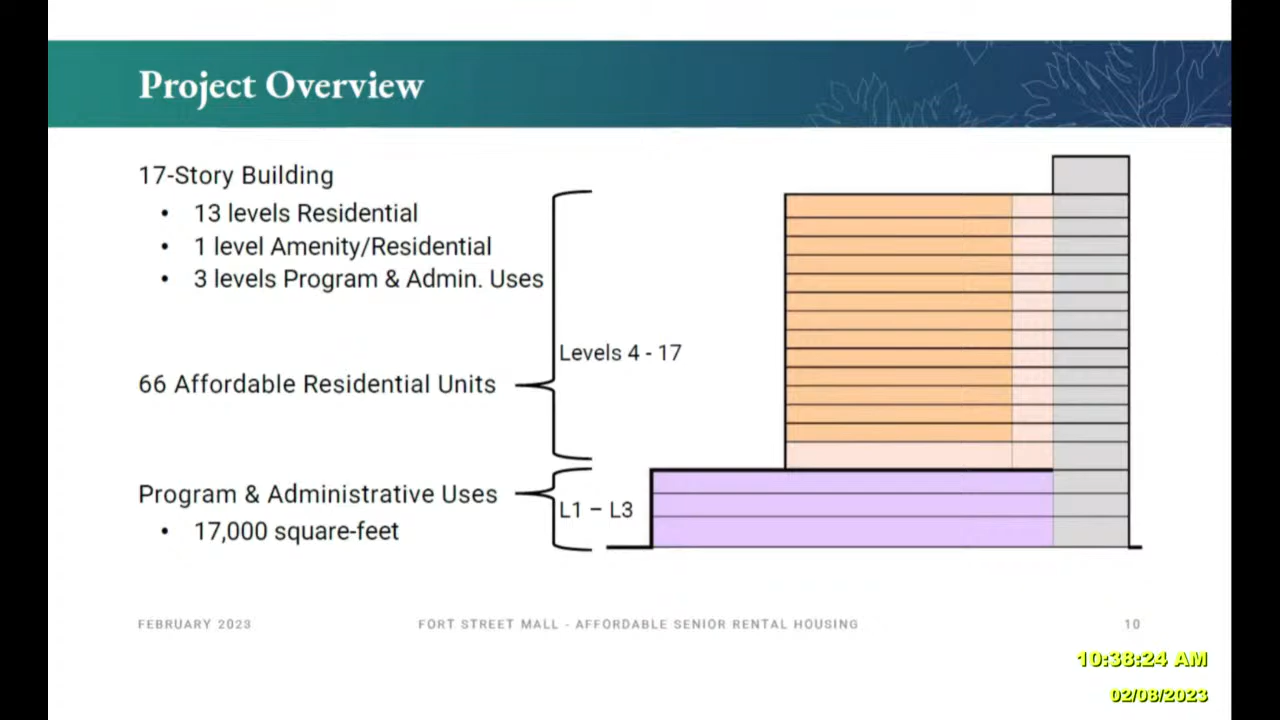 Project Overview
17-Story Building
• 13 levels Residential
• 1 level Amenity/Residential
• 3 levels Program & Admin. Uses
Levels 4 - 17
66 Affordable Residential Units
Program & Administrative Uses
L1 – L3
• 17,000 square-feet
FEBRUARY 2023 FORT STREET MALL - AFFORDABLE SENIOR RENTAL HOUSING 10
10:38:24 AM
02/08/2023